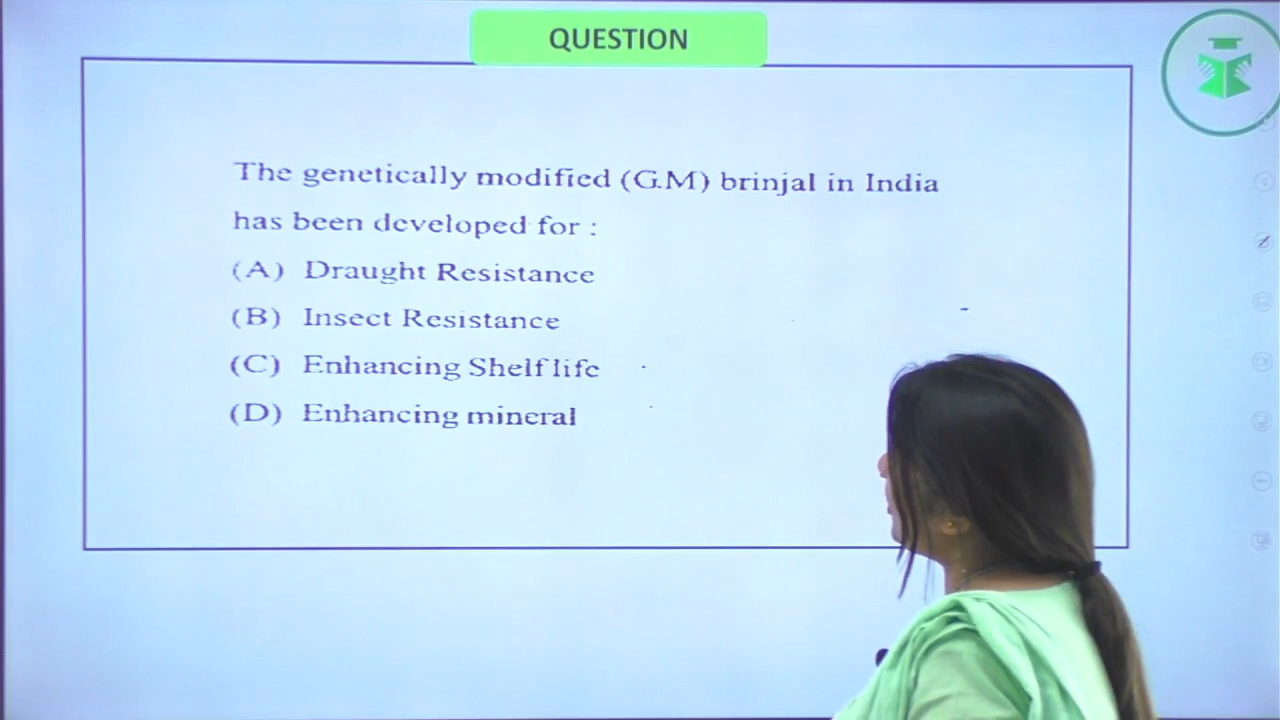 QUESTION
The genetically modified (G.M) brinjal in India
has been developed for :
(A) Draught Resistance
(B) Insect Resistance
(C) Enhancing Shelf life
(D) Enhancing mineral